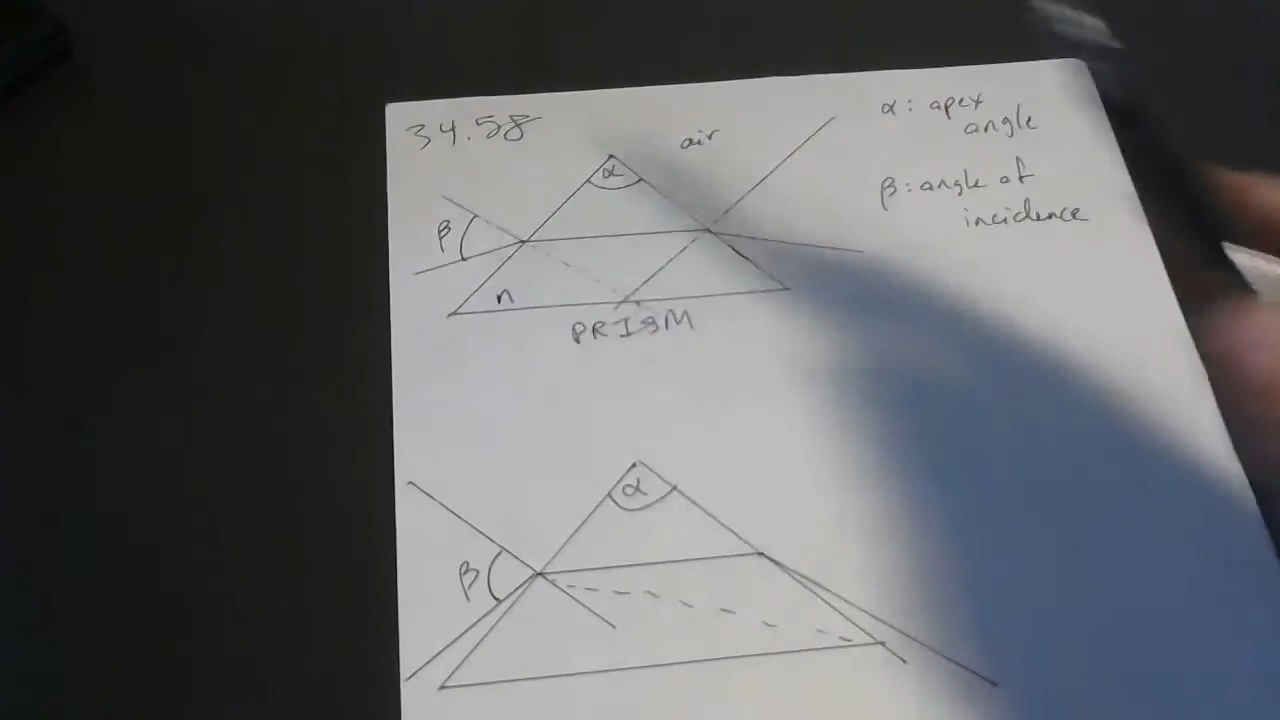 34.58
air
α
β
n
PRISM
α: apex
angle
β: angle of
incidence
α
β